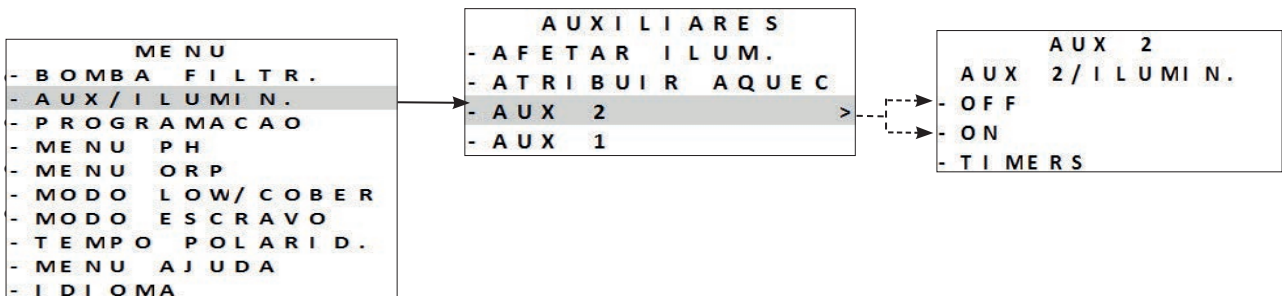 MENU
- BOMBA FILTR.
- AUX/ILUMIN.
- PROGRAMACAO
- MENU PH
- MENU ORP
- MODO LOW/COBER
- MODO ESCRAVO
- TEMPO POLARID.
- MENU AJUDA
- IDIOMA
AUXILIARES
- AFETAR ILUM.
- ATRIBUIR AQUEC
- AUX 2 >
- AUX 1
AUX 2
AUX 2/ILUMIN.
- OFF
- ON
- TIMERS